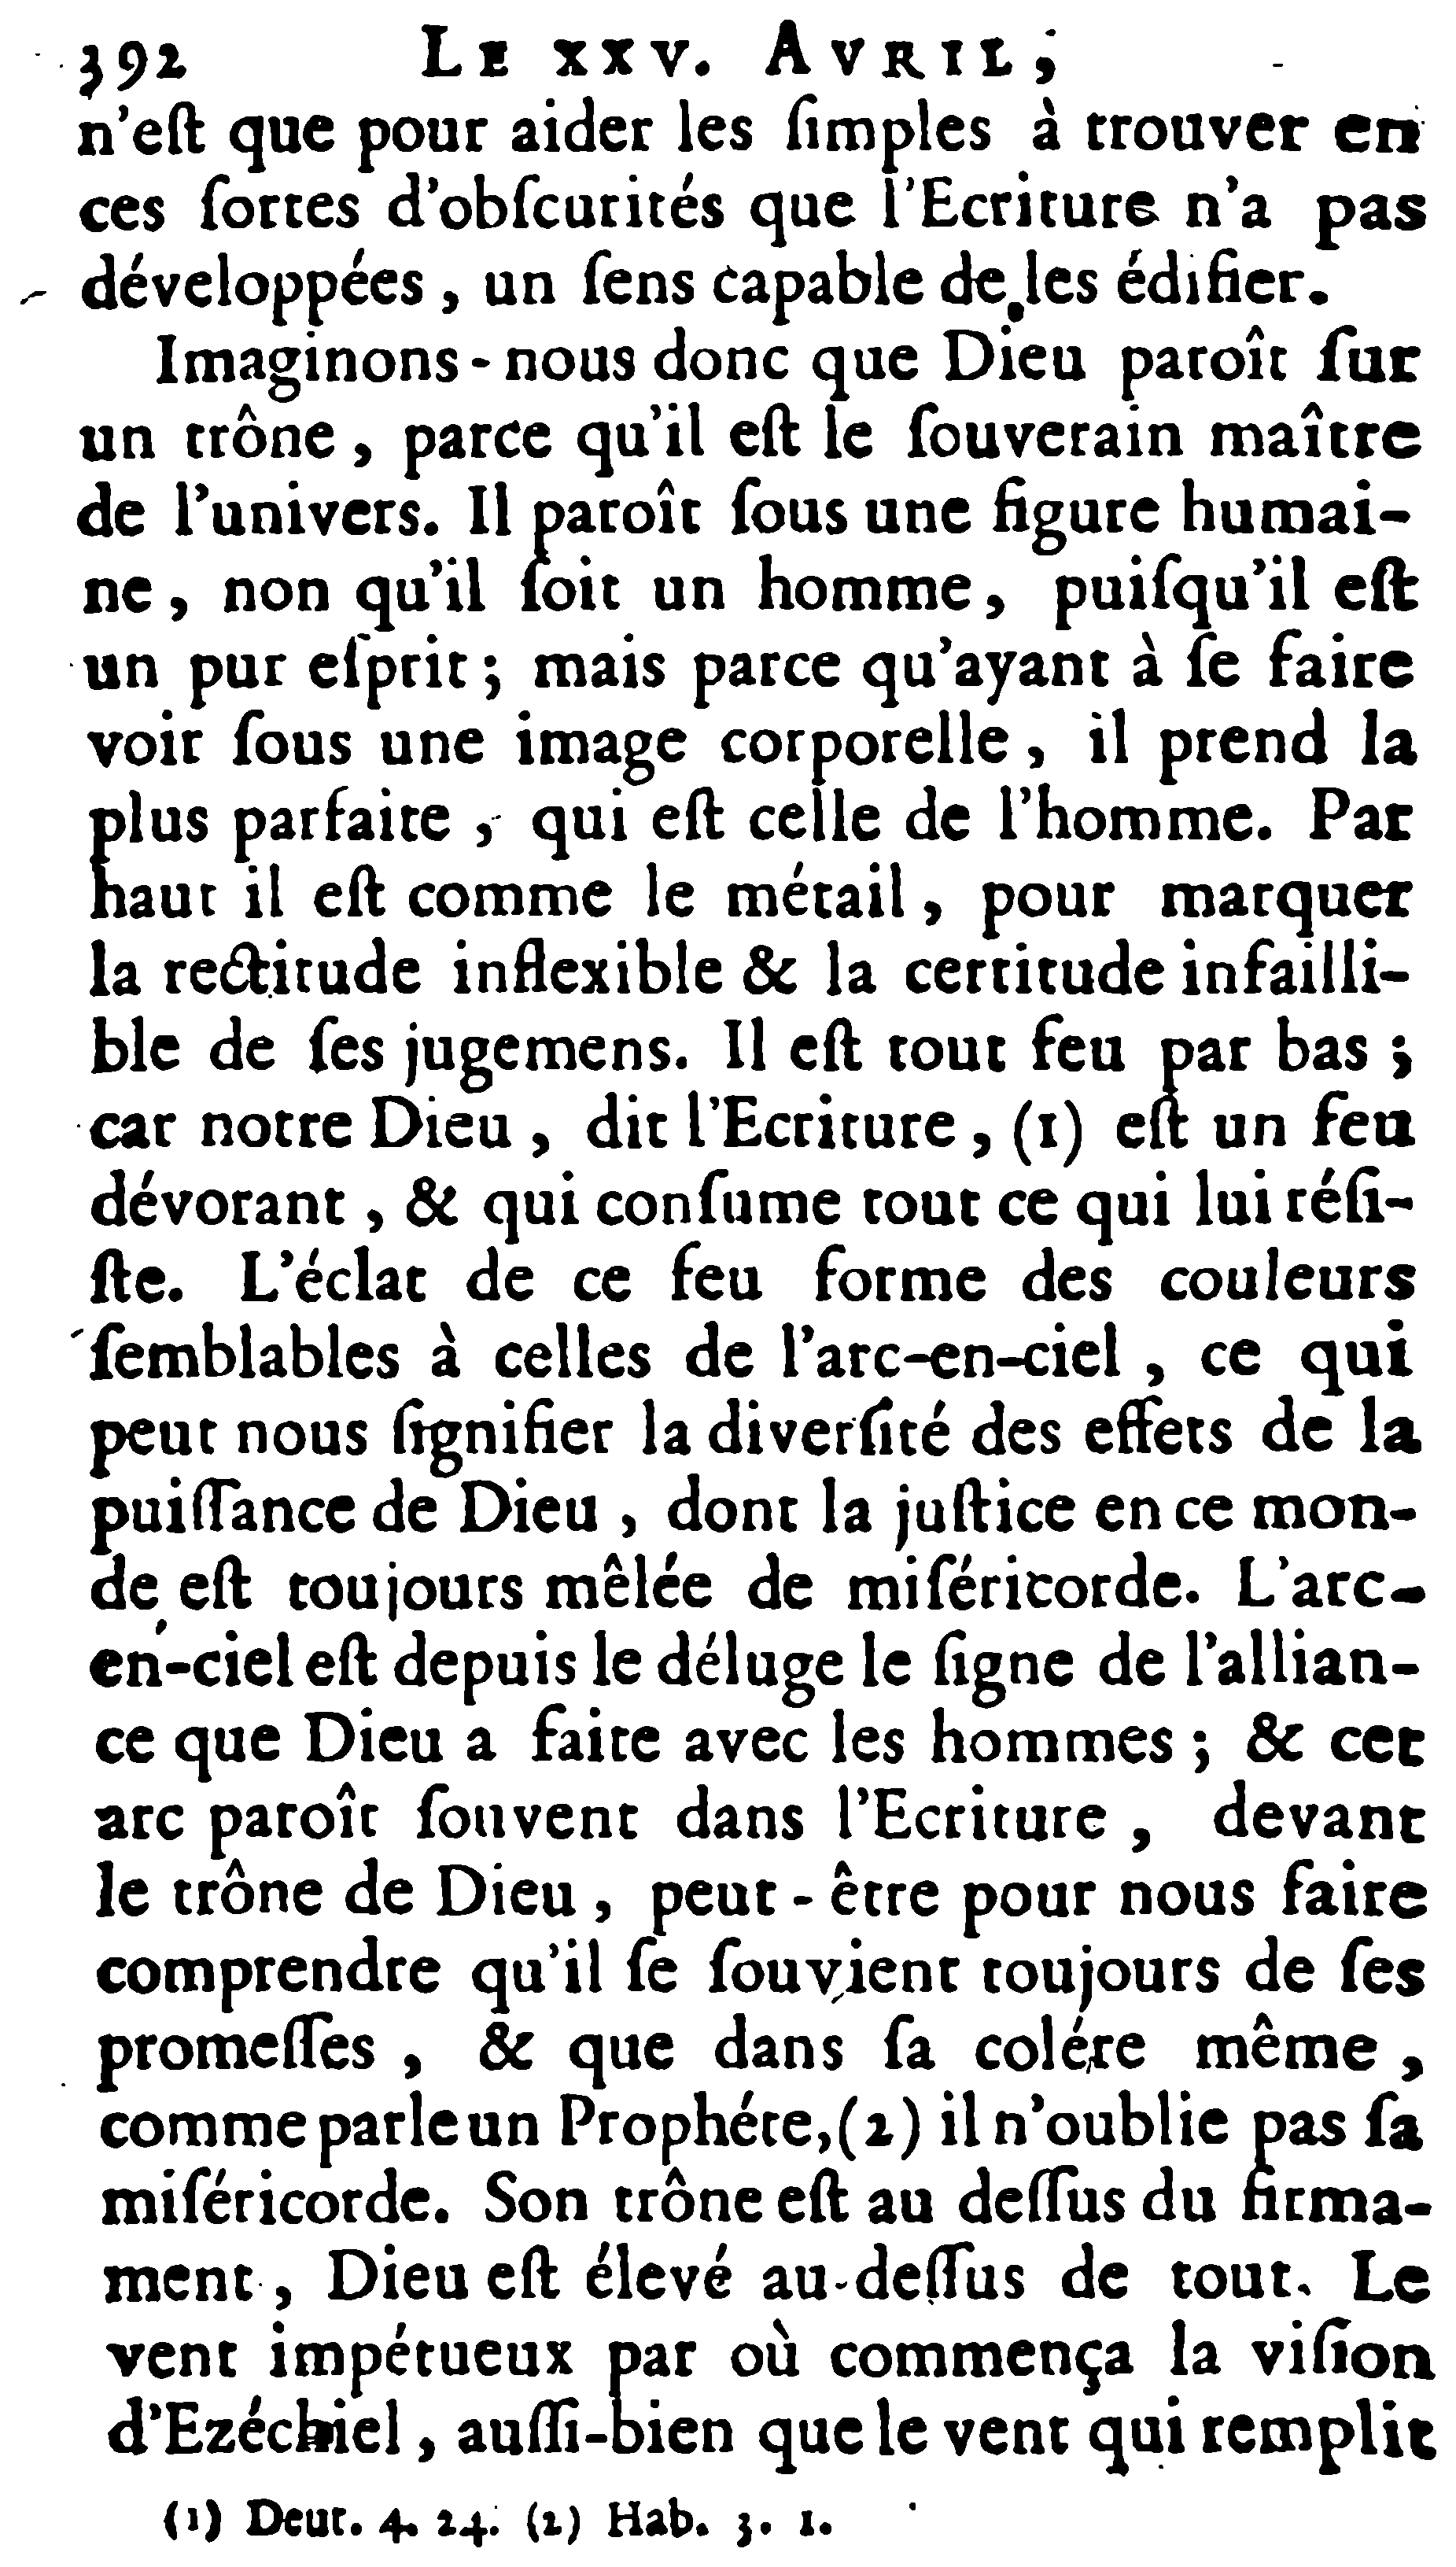 392 LE XXV. AVRIL,
n'eſt que pour aider les ſimples à trouver en
ces ſortes d'obſcurités que l'Ecriture n'a pas
développées, un ſens capable de les édifier.
Imaginons-nous donc que Dieu paroît ſur
un trône, parce qu'il eſt le ſouverain maître
de l'univers. Il paroît ſous une figure humai-
ne, non qu'il ſoit un homme, puiſqu'il eſt
un pur eſprit; mais parce qu'ayant à ſe faire
voir ſous une image corporelle, il prend la
plus parfaite, qui eſt celle de l'homme. Par
haut il eſt comme le métail, pour marquer
la rectitude inflexible & la certitude infailli-
ble de ſes jugemens. Il eſt tout feu par bas;
car notre Dieu, dit l'Ecriture, (1) eſt un feu
dévorant, & qui conſume tout ce qui lui réſi-
ſte. L'éclat de ce feu forme des couleurs
ſemblables à celles de l'arc-en-ciel, ce qui
peut nous ſignifier la diverſité des effets de la
puiſſance de Dieu, dont la juſtice en ce mon-
de eſt toujours mêlée de miſéricorde. L'arc-
en-ciel eſt depuis le déluge le ſigne de l'allian-
ce que Dieu a faite avec les hommes; & cet
arc paroît ſouvent dans l'Ecriture, devant
le trône de Dieu, peut-être pour nous faire
comprendre qu'il ſe ſouvient toujours de ſes
promeſſes, & que dans ſa colére même,
comme parle un Prophéte, (2) il n'oublie pas ſa
miſéricorde. Son trône eſt au deſſus du firma-
ment, Dieu eſt élevé au-deſſus de tout. Le
vent impétueux par où commença la viſion
d'Ezéchiel, auſſi-bien que le vent qui remplit
(1) Deut. 4. 24. (2) Hab. 3. 1.